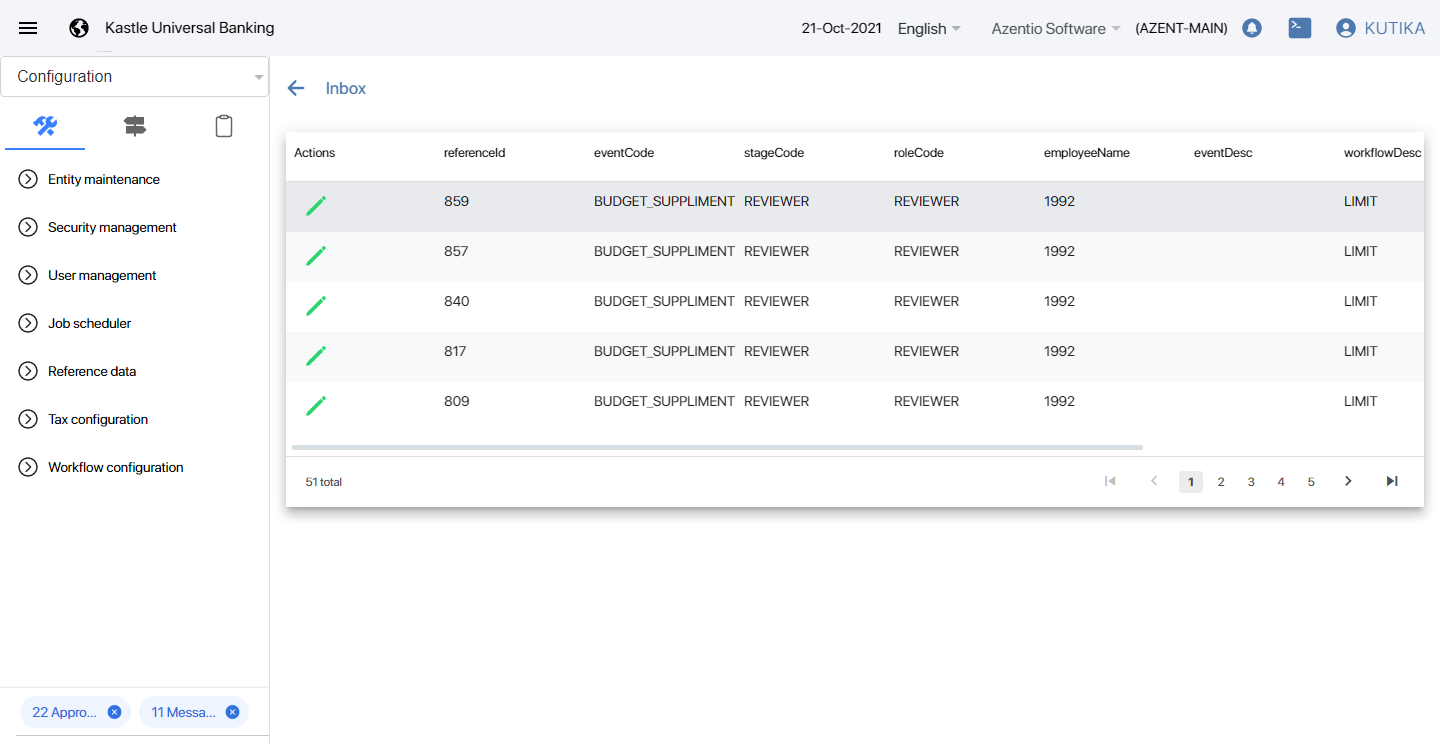 Kastle Universal Banking 21-Oct-2021 English Azentio Software (AZENT-MAIN) KUTIKA
Configuration
Entity maintenance
Security management
User management
Job scheduler
Reference data
Tax configuration
Workflow configuration
22 Appro... 11 Messa...
Inbox
Actions referenceId eventCode stageCode roleCode employeeName eventDesc workflowDesc
859 BUDGET_SUPPLIMENT REVIEWER REVIEWER 1992 LIMIT
857 BUDGET_SUPPLIMENT REVIEWER REVIEWER 1992 LIMIT
840 BUDGET_SUPPLIMENT REVIEWER REVIEWER 1992 LIMIT
817 BUDGET_SUPPLIMENT REVIEWER REVIEWER 1992 LIMIT
809 BUDGET_SUPPLIMENT REVIEWER REVIEWER 1992 LIMIT
51 total 1 2 3 4 5